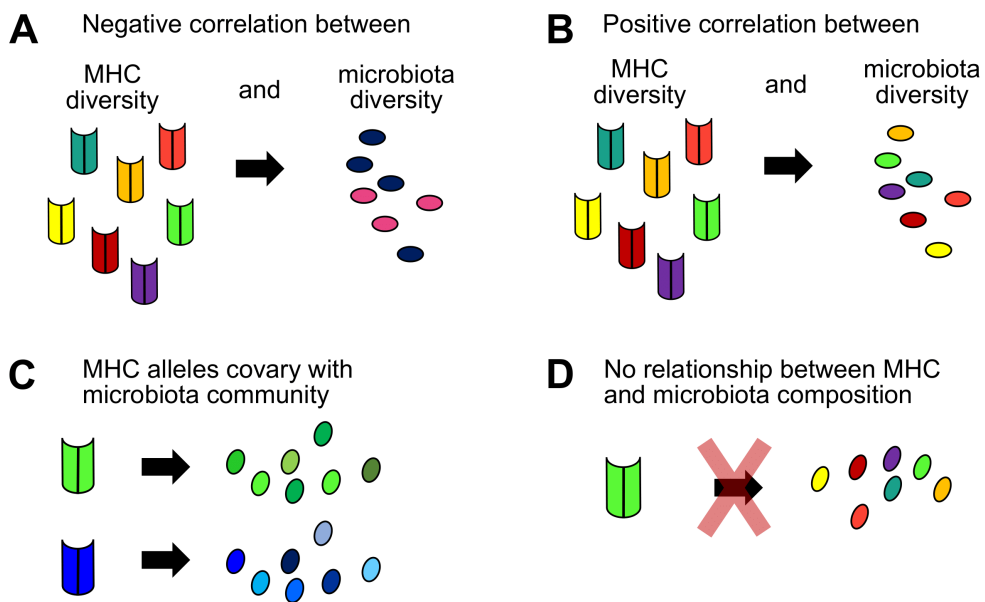 A Negative correlation between
MHC
diversity
and
microbiota
diversity
B Positive correlation between
MHC
diversity
and
microbiota
diversity
C MHC alleles covary with
microbiota community
D No relationship between MHC
and microbiota composition